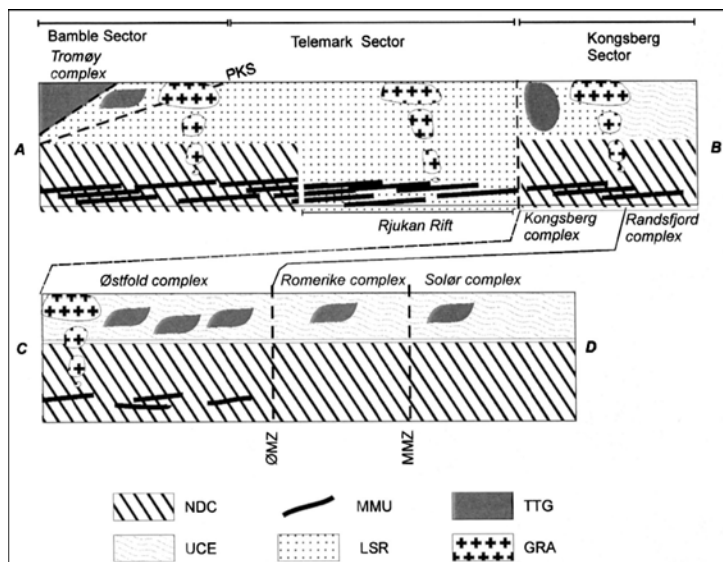 Bamble Sector
Telemark Sector
Kongsberg
Sector
Tromøy
complex
PKS
A
B
Rjukan Rift
Kongsberg
complex
Randsfjord
complex
Østfold complex
Romerike complex
Solør complex
C
D
ØMZ
MMZ
NDC
MMU
TTG
UCE
LSR
GRA